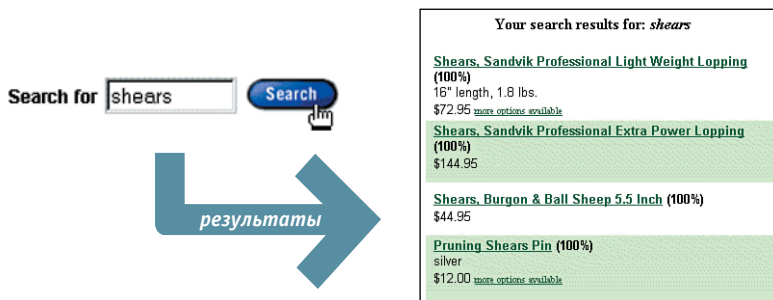 Search for shears Search
результаты
Your search results for: shears
Shears, Sandvik Professional Light Weight Lopping
(100%)
16" length, 1.8 lbs.
$72.95 more options available
Shears, Sandvik Professional Extra Power Lopping
(100%)
$144.95
Shears, Burgon & Ball Sheep 5.5 Inch (100%)
$44.95
Pruning Shears Pin (100%)
silver
$12.00 more options available